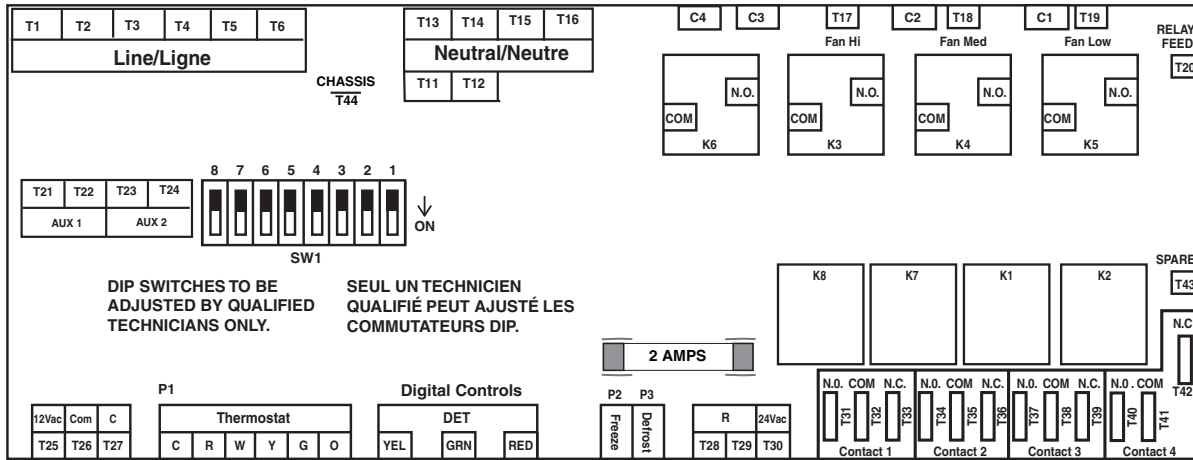 T1 T2 T3 T4 T5 T6
Line/Ligne
CHASSIS
T44
T13 T14 T15 T16
Neutral/Neutre
T11 T12
C4 C3 T17 C2 T18 C1 T19
Fan Hi Fan Med Fan Low
RELAY
FEED
T20
N.O. N.O. N.O. N.O.
COM COM COM COM
K6 K3 K4 K5
T21 T22 T23 T24
AUX 1 AUX 2
8 7 6 5 4 3 2 1
ON
SW1
DIP SWITCHES TO BE
ADJUSTED BY QUALIFIED
TECHNICIANS ONLY.
SEUL UN TECHNICIEN
QUALIFIÉ PEUT AJUSTÉ LES
COMMUTATEURS DIP.
K8 K7 K1 K2
SPARE
T43
N.C
T42
2 AMPS
P1
12Vac Com C
T25 T26 T27
Thermostat
C R W Y G O
Digital Controls
DET
YEL GRN RED
P2 P3
Freeze
Defrost
R 24Vac
T28 T29 T30
N.0. COM N.C. N.0. COM N.C. N.0. COM N.C. N.0 . COM
T31 T32 T33 T34 T35 T36 T37 T38 T39 T40 T41
Contact 1 Contact 2 Contact 3 Contact 4